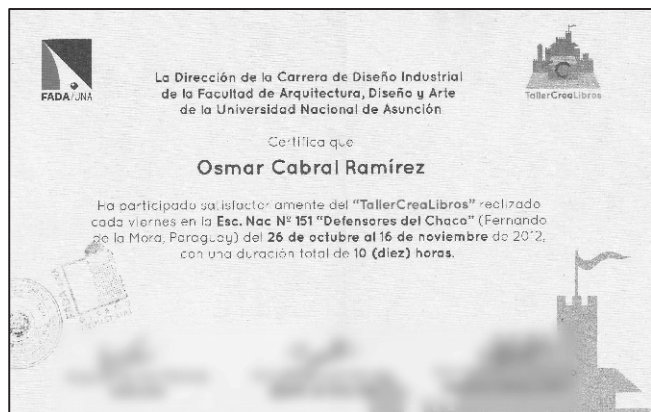 FADA/UNA
TallerCreaLibros
La Dirección de la Carrera de Diseño Industrial
de la Facultad de Arquitectura, Diseño y Arte
de la Universidad Nacional de Asunción
Certifica que
Osmar Cabral Ramírez
Ha participado satisfactoriamente del "TallerCreaLibros" realizado
cada viernes en la Esc. Nac Nº 151 "Defensores del Chaco" (Fernando
de la Mora, Paraguay) del 26 de octubre al 16 de noviembre de 2012,
con una duración total de 10 (diez) horas.